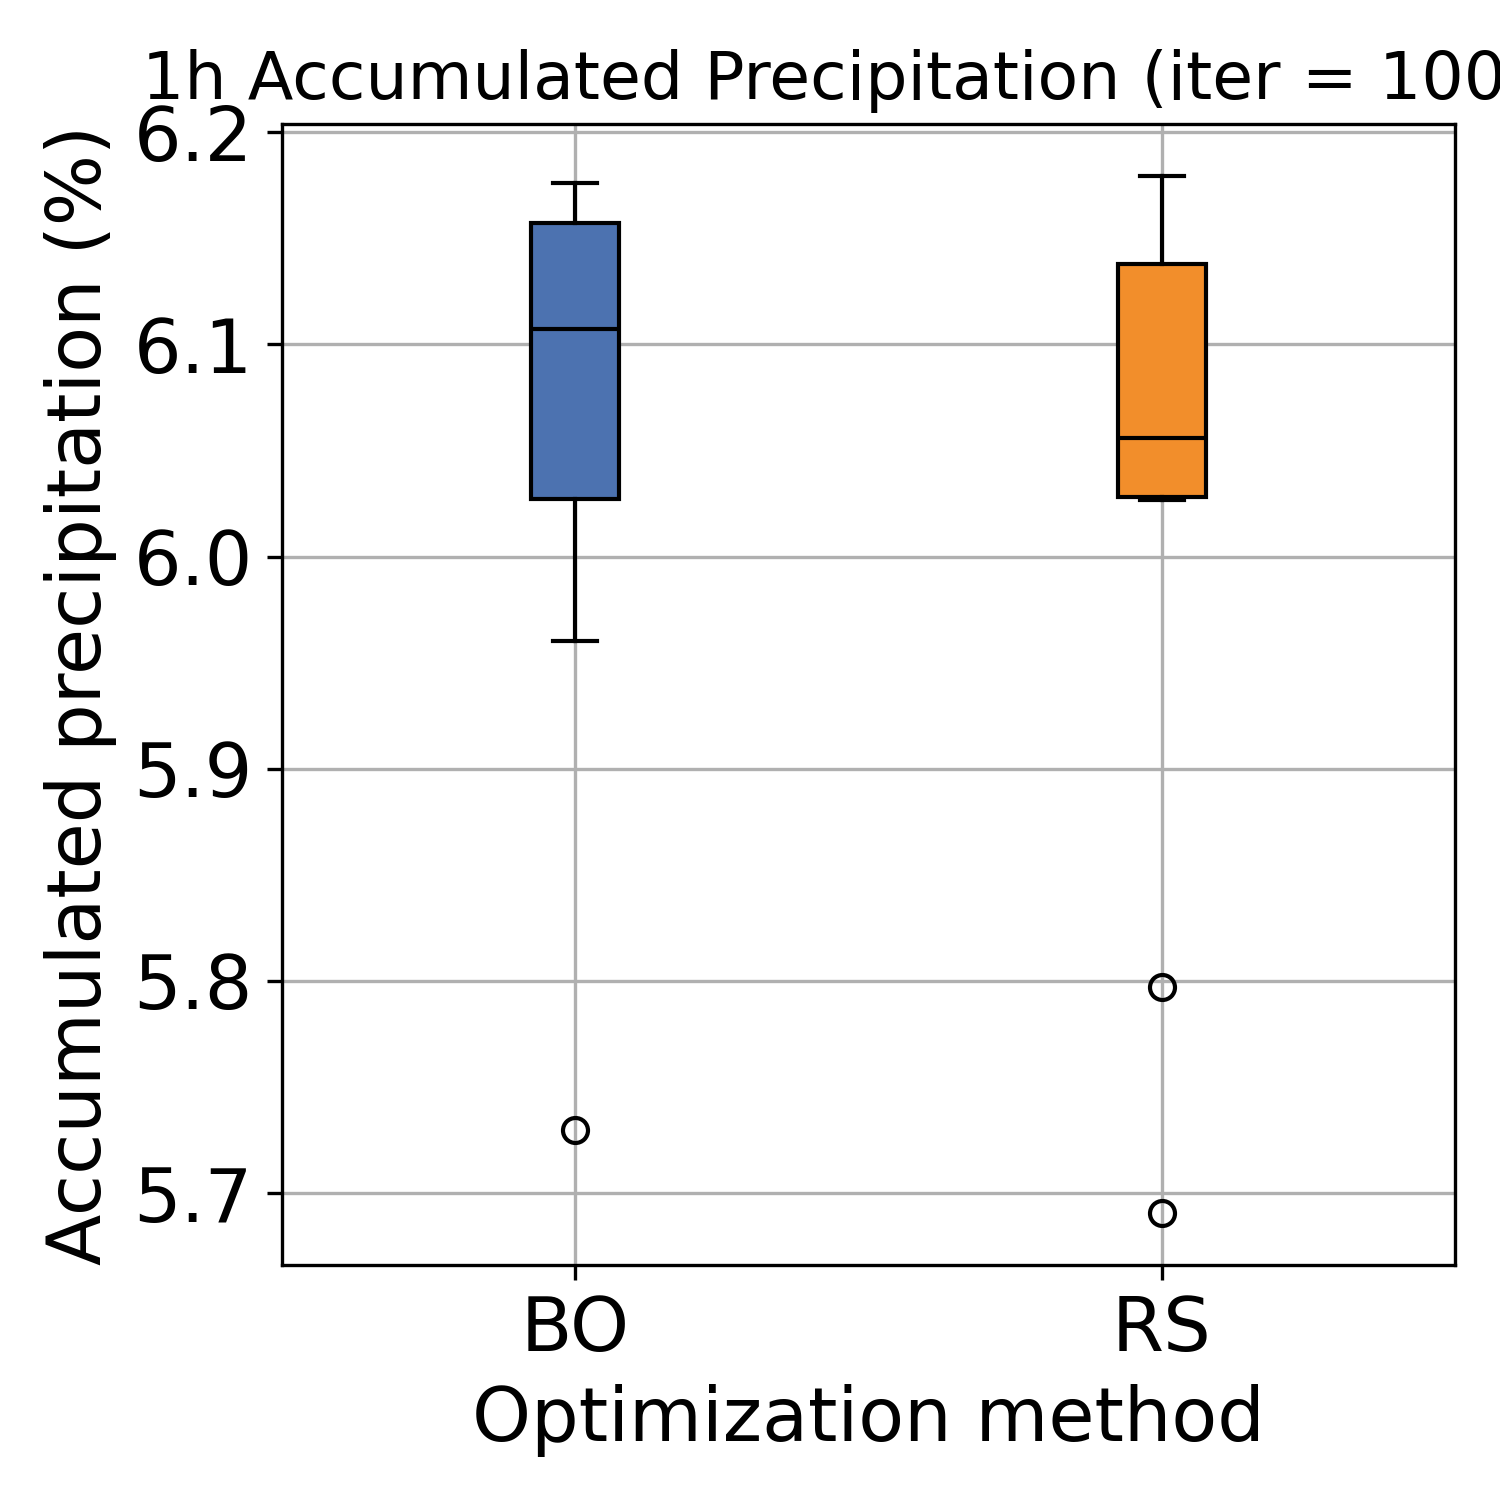 1h Accumulated Precipitation (iter = 100
Accumulated precipitation (%)
6.2
6.1
6.0
5.9
5.8
5.7
BO
RS
Optimization method